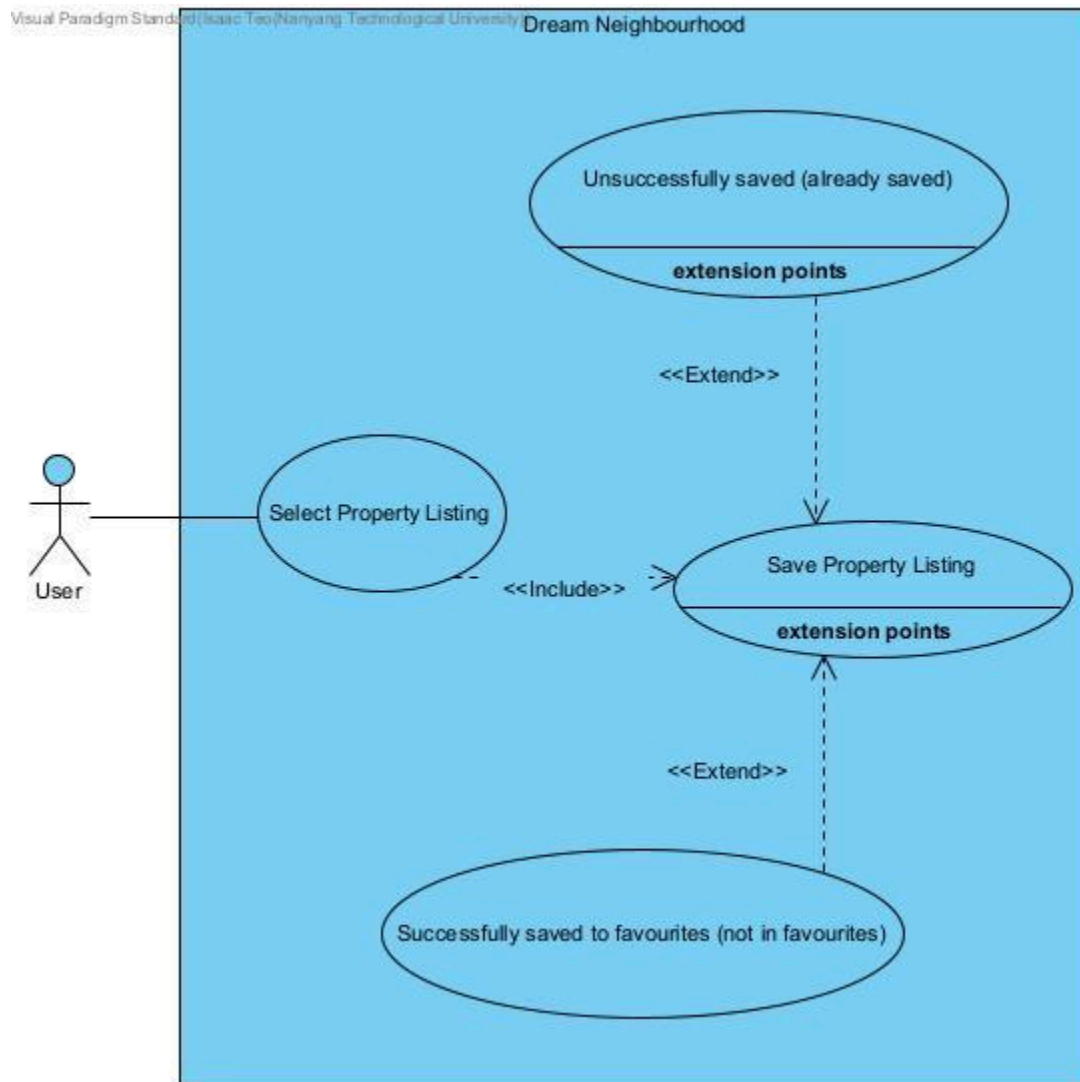 Visual Paradigm Standard(Isaac Teo(Nanyang Technological University))
Dream Neighbourhood
Unsuccessfully saved (already saved)
extension points
<<Extend>>
Select Property Listing
User
<<Include>>
Save Property Listing
extension points
<<Extend>>
Successfully saved to favourites (not in favourites)